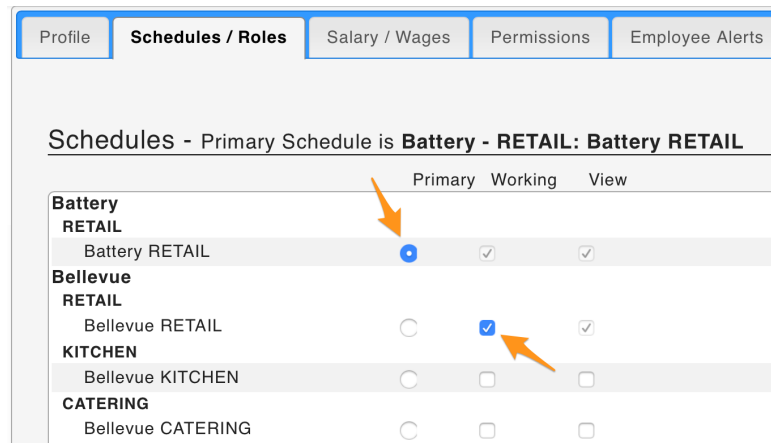 Profile Schedules / Roles Salary / Wages Permissions Employee Alerts
Schedules - Primary Schedule is Battery - RETAIL: Battery RETAIL
Primary Working View
Battery
RETAIL
Battery RETAIL
Bellevue
RETAIL
Bellevue RETAIL
KITCHEN
Bellevue KITCHEN
CATERING
Bellevue CATERING